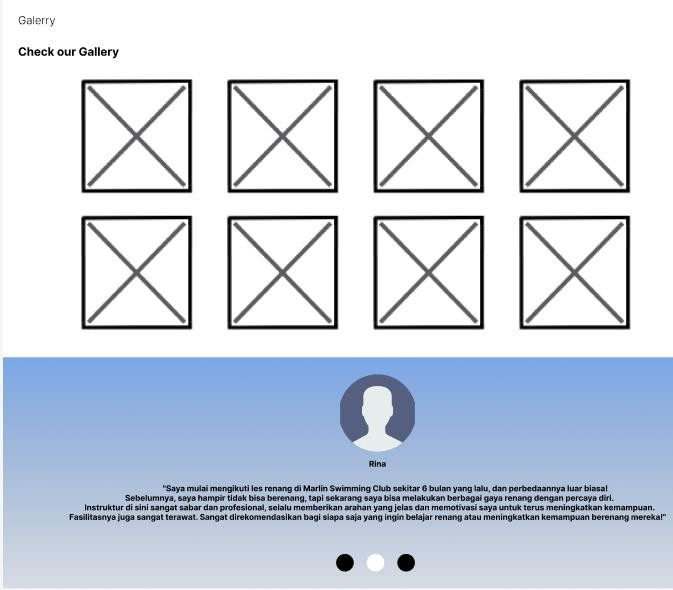 Galerry
Check our Gallery
Rina
"Saya mulai mengikuti les renang di Marlin Swimming Club sekitar 6 bulan yang lalu, dan perbedaannya luar biasa!
Sebelumnya, saya hampir tidak bisa berenang, tapi sekarang saya bisa melakukan berbagai gaya renang dengan percaya diri.
Instruktur di sini sangat sabar dan profesional, selalu memberikan arahan yang jelas dan memotivasi saya untuk terus meningkatkan kemampuan.
Fasilitasnya juga sangat terawat. Sangat direkomendasikan bagi siapa saja yang ingin belajar renang atau meningkatkan kemampuan berenang mereka!"